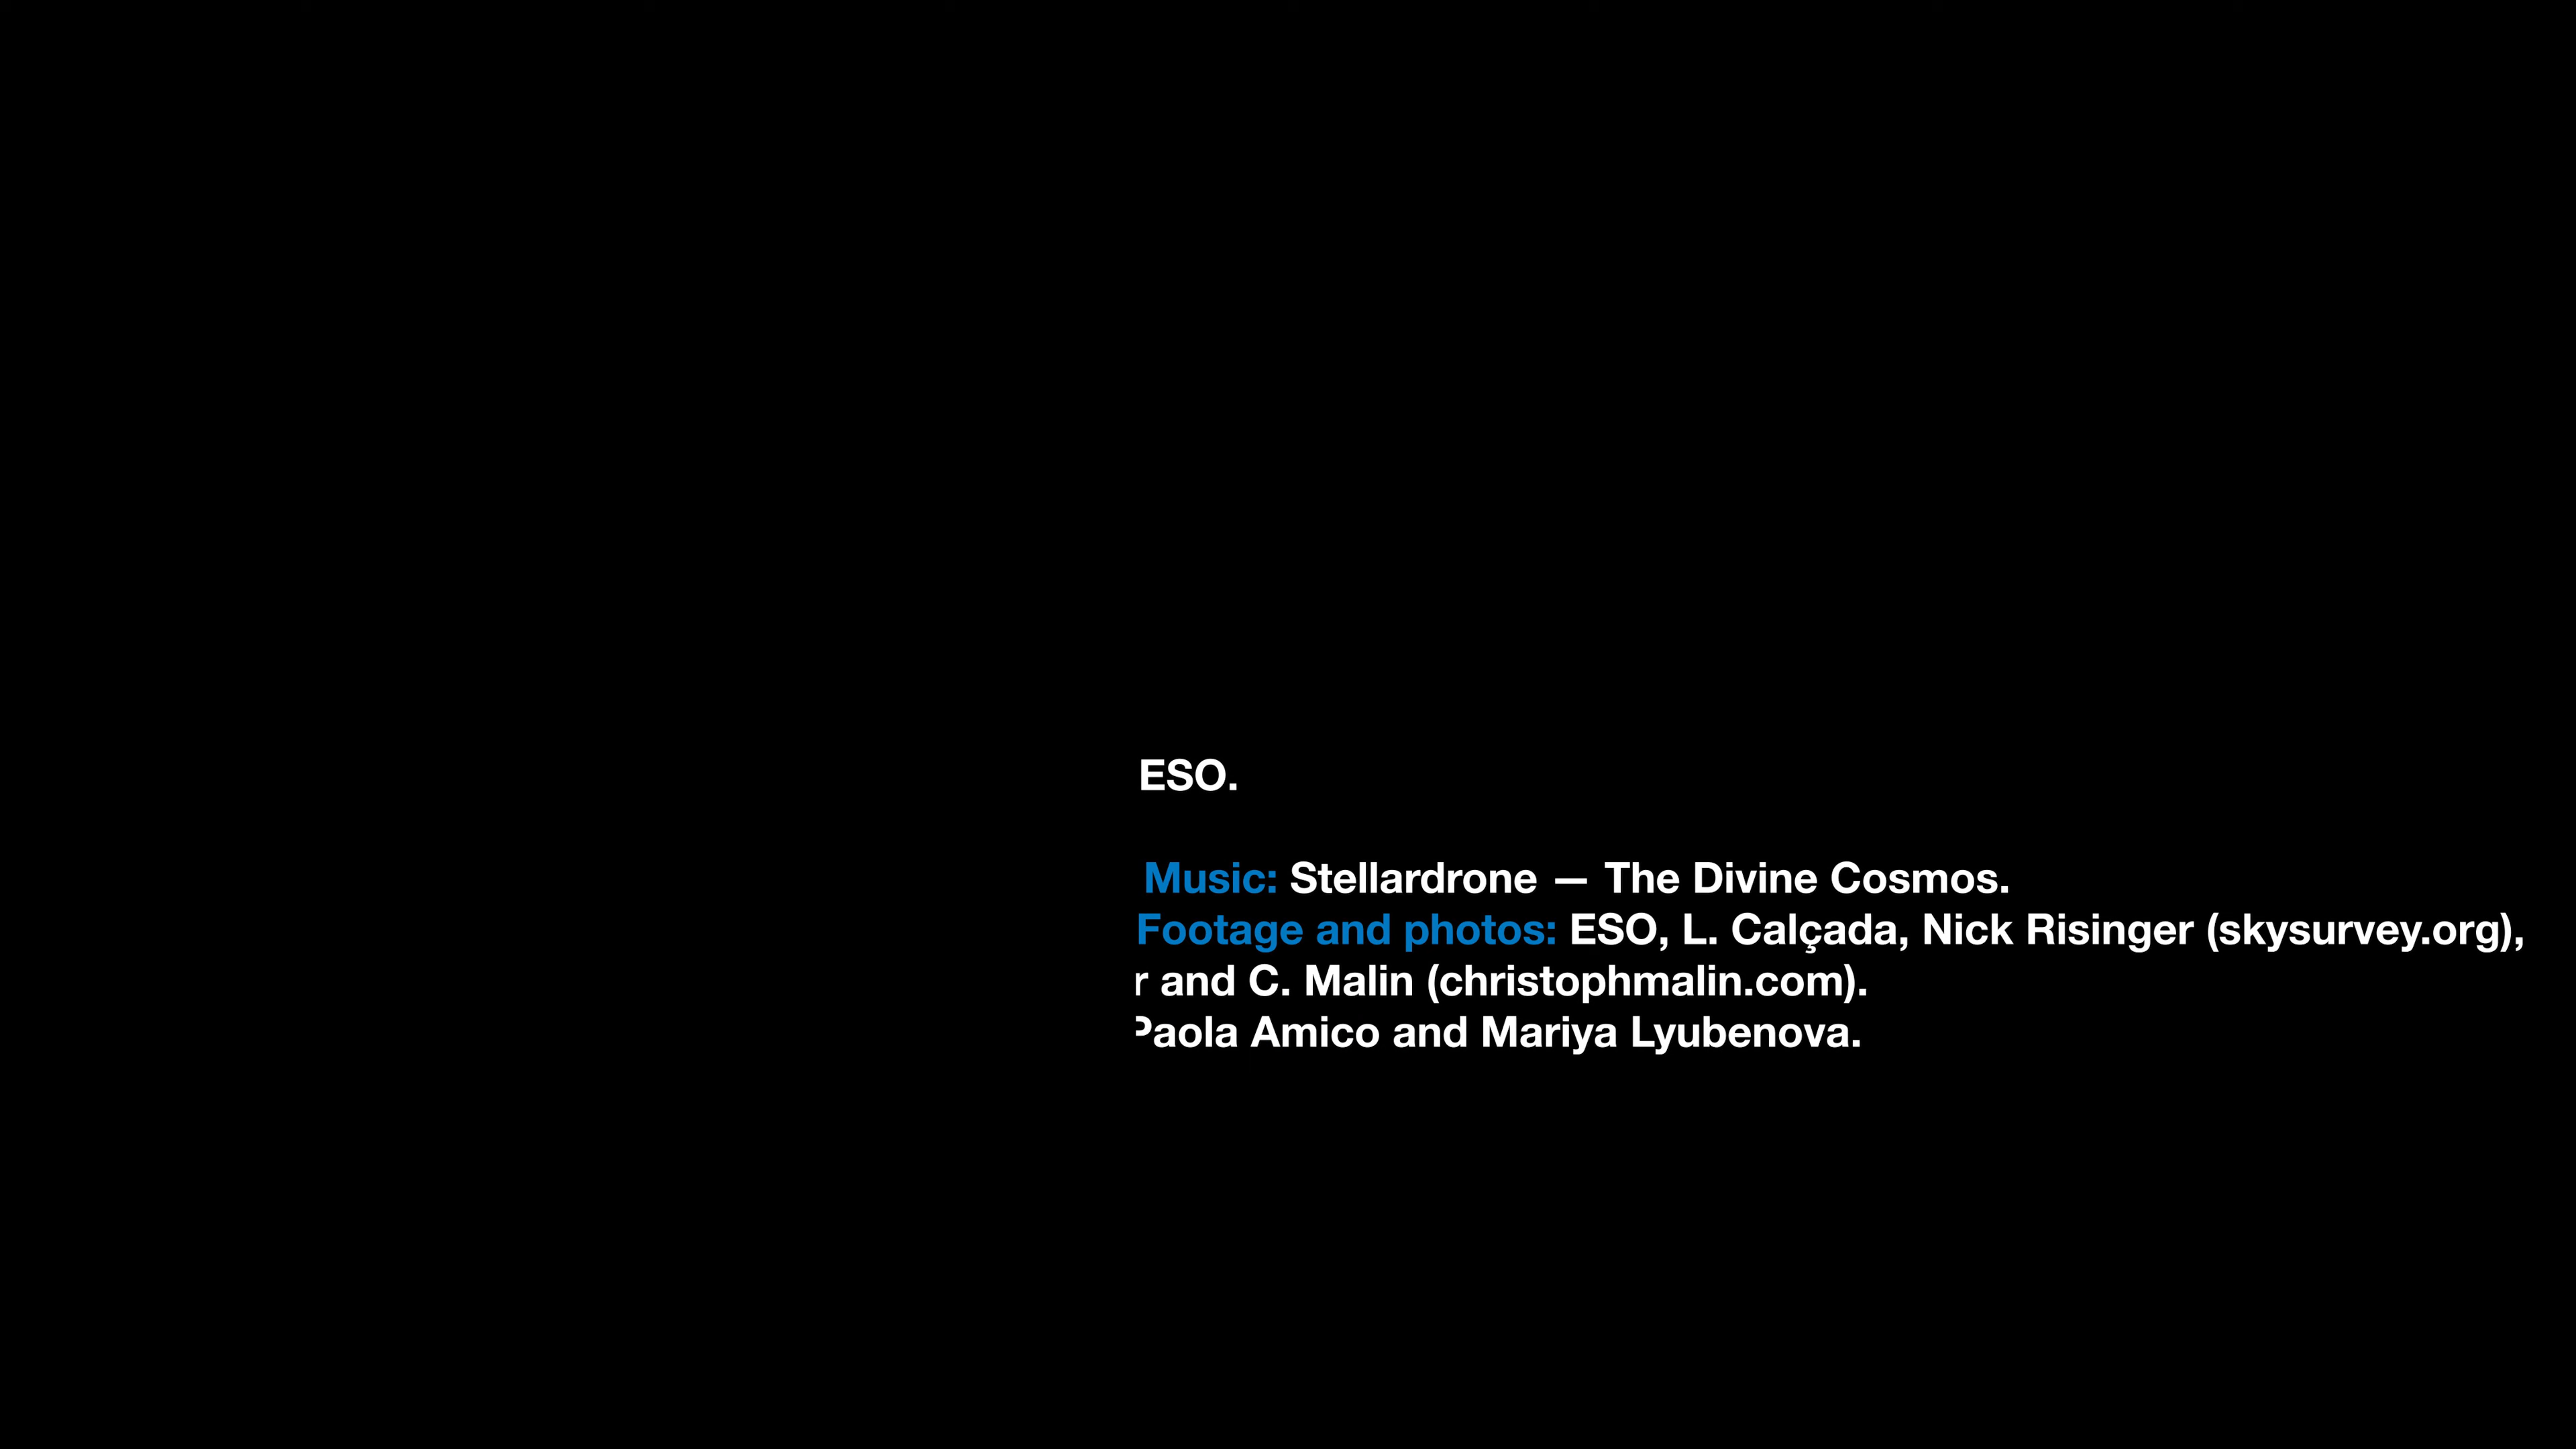 ESO.
Music: Stellardrone — The Divine Cosmos.
Footage and photos: ESO, L. Calçada, Nick Risinger (skysurvey.org),
r and C. Malin (christophmalin.com).
Paola Amico and Mariya Lyubenova.